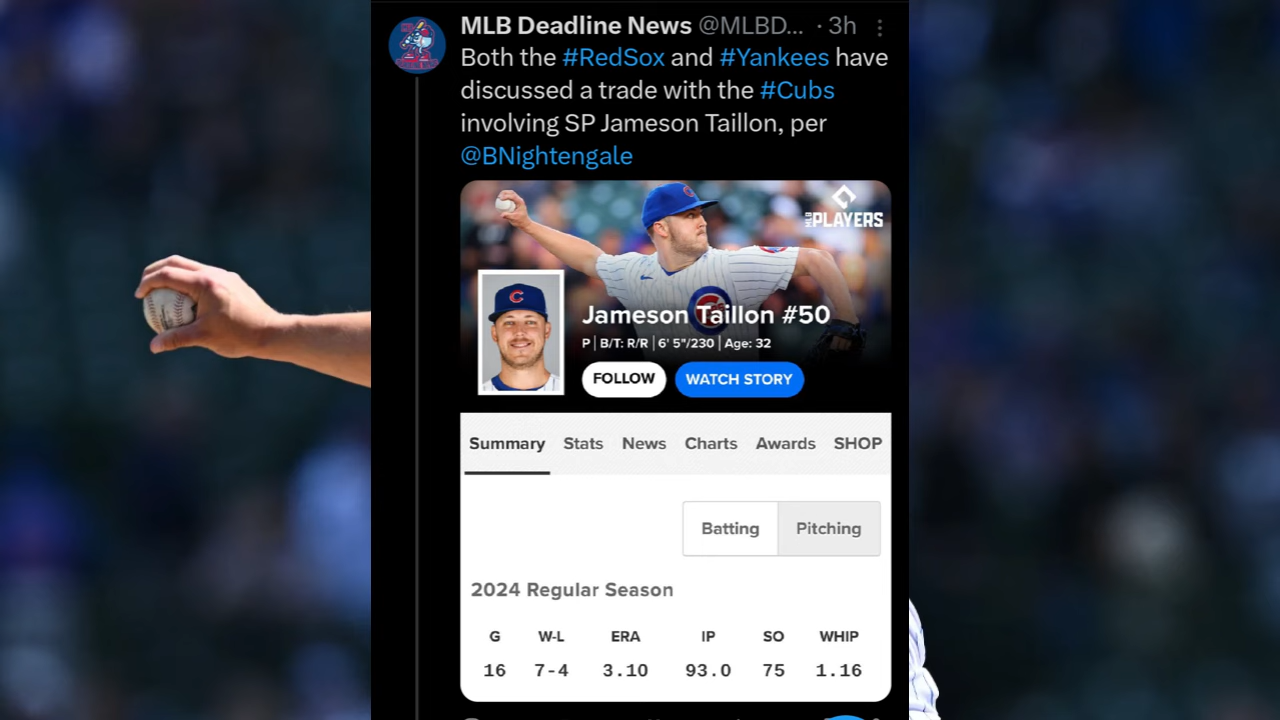 MLB Deadline News @MLBD... · 3h
Both the #RedSox and #Yankees have
discussed a trade with the #Cubs
involving SP Jameson Taillon, per
@BNightengale
MLB PLAYERS
C
Jameson Taillon #50
P | B/T: R/R | 6' 5"/230 | Age: 32
FOLLOW WATCH STORY
Summary Stats News Charts Awards SHOP
Batting Pitching
2024 Regular Season
G W-L ERA IP SO WHIP
16 7-4 3.10 93.0 75 1.16